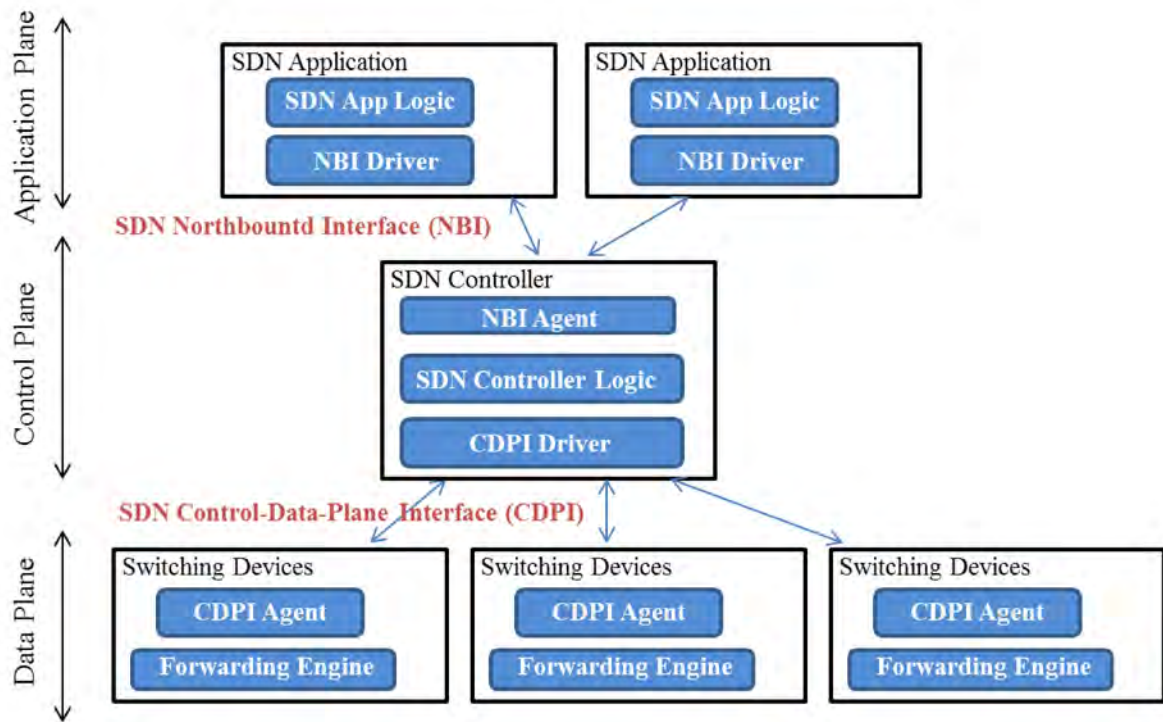 Application Plane
SDN Application
SDN App Logic
NBI Driver
SDN Application
SDN App Logic
NBI Driver
SDN Northboundtd Interface (NBI)
Control Plane
SDN Controller
NBI Agent
SDN Controller Logic
CDPI Driver
SDN Control-Data-Plane Interface (CDPI)
Data Plane
Switching Devices
CDPI Agent
Forwarding Engine
Switching Devices
CDPI Agent
Forwarding Engine
Switching Devices
CDPI Agent
Forwarding Engine